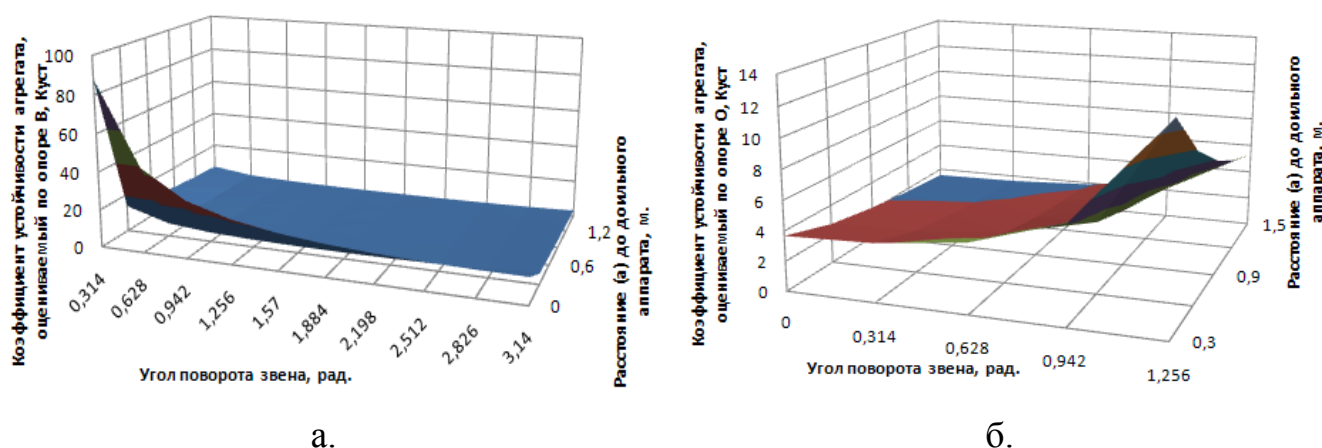 Коэффициент устойчивости агрегата,
оцениваемый по опоре В, Куст
100
80
60
40
20
0
0,314
0,628
0,942
1,256
1,57
1,884
2,198
2,512
2,826
3,14
Угол поворота звена, рад.
0
0,6
1,2
Расстояние (а) до доильного
аппарата, м.
а.
Коэффициент устойчивости агрегата,
оцениваемый по опоре О, Куст
14
12
10
8
6
4
2
0
0
0,314
0,628
0,942
1,256
Угол поворота звена, рад.
0,3
0,9
1,5
Расстояние (а) до доильного
аппарата, м.
б.